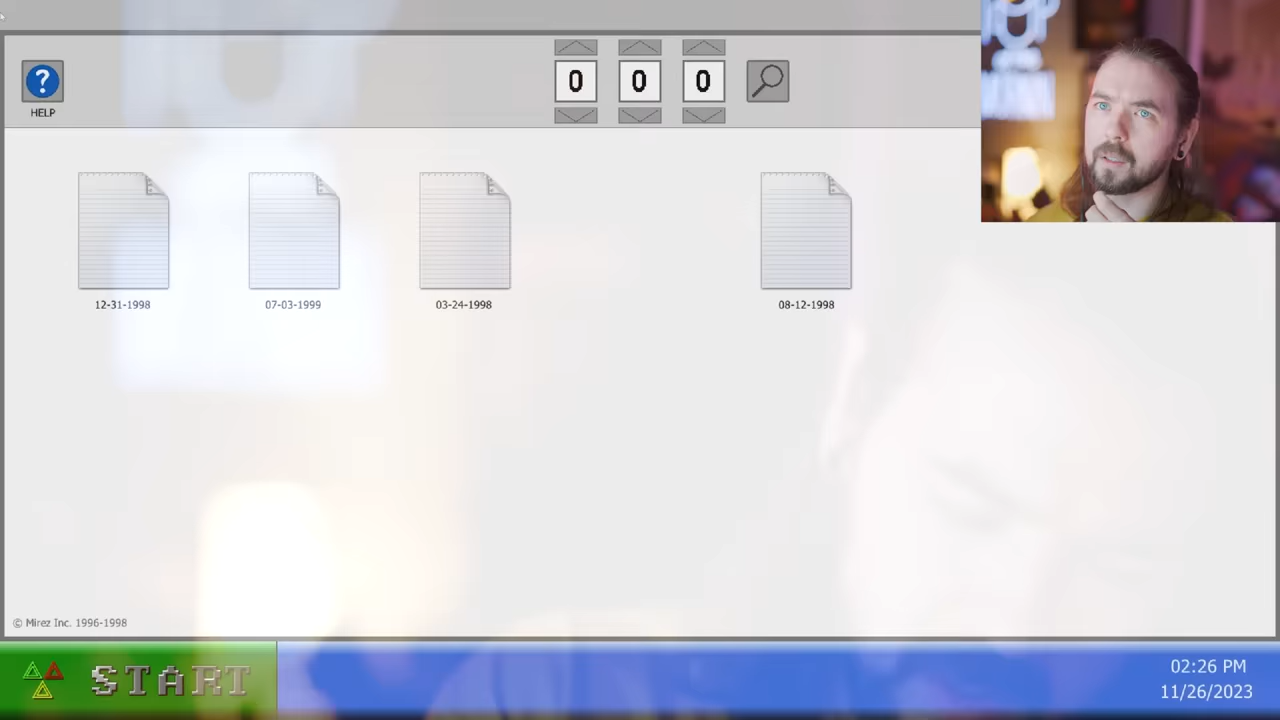 HELP
0 0 0
12-31-1998
07-03-1999
03-24-1998
08-12-1998
© Mirez Inc. 1996-1998
START
02:26 PM
11/26/2023